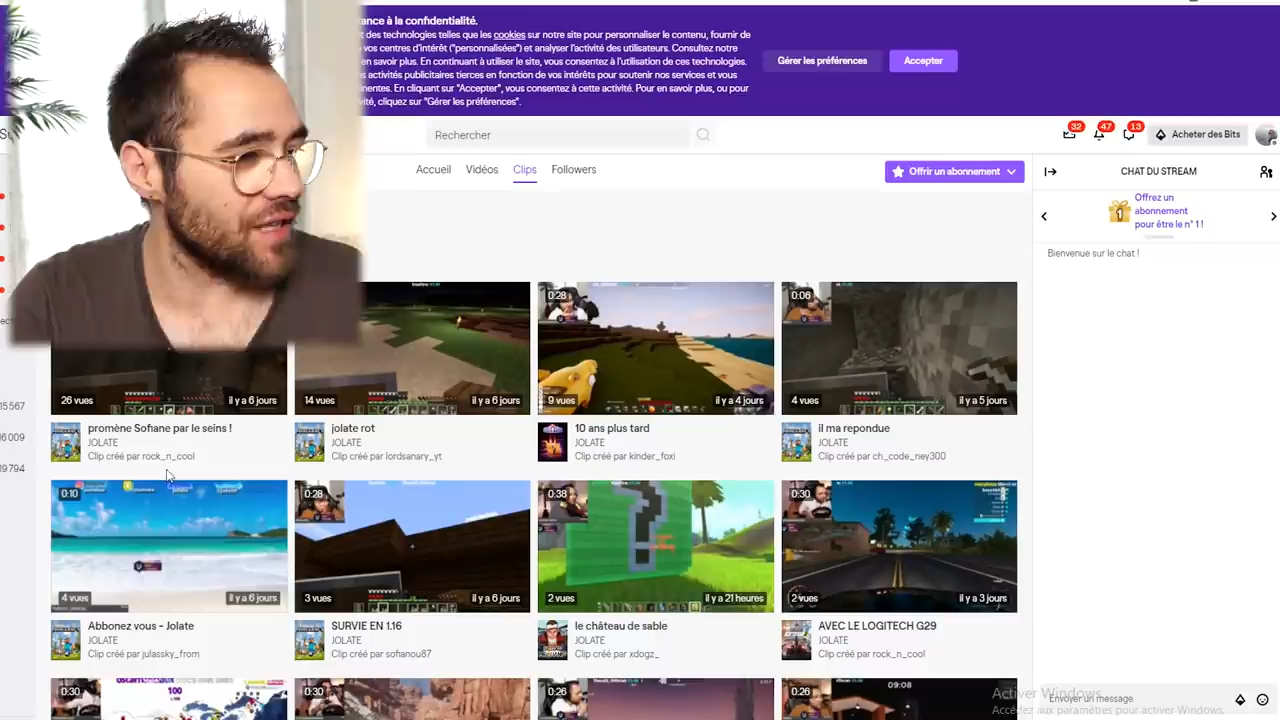 ance à la confidentialité.
t des technologies telles que les cookies sur notre site pour personnaliser le contenu, fournir de
vos centres d'intérêt ("personnalisées") et analyser l'activité des utilisateurs. Consultez notre
en savoir plus. En continuant à utiliser le site, vous consentez à l'utilisation de ces technologies.
s activités publicitaires tierces en fonction de vos intérêts pour soutenir nos services et vous
nentes. En cliquant sur "Accepter", vous consentez à cette activité. Pour en savoir plus, ou pour
ité, cliquez sur "Gérer les préférences".
Gérer les préférences
Accepter
Rechercher
32
47
13
Acheter des Bits
Accueil
Vidéos
Clips
Followers
Offrir un abonnement
CHAT DU STREAM
Offrez un
abonnement
pour être le n° 1 !
Bienvenue sur le chat !
15 567
16 009
19 794
26 vues
il y a 6 jours
promène Sofiane par le seins !
JOLATE
Clip créé par rock_n_cool
14 vues
il y a 6 jours
jolate rot
JOLATE
Clip créé par lordsanary_yt
0:28
9 vues
il y a 4 jours
10 ans plus tard
JOLATE
Clip créé par kinder_foxi
0:06
4 vues
il y a 5 jours
il ma repondue
JOLATE
Clip créé par ch_code_ney300
0:10
4 vues
il y a 6 jours
Abbonez vous - Jolate
JOLATE
Clip créé par julassky_from
0:28
3 vues
il y a 6 jours
SURVIE EN 1.16
JOLATE
Clip créé par sofianou87
0:38
2 vues
il y a 21 heures
le château de sable
JOLATE
Clip créé par xdogz_
0:30
2 vues
il y a 3 jours
AVEC LE LOGITECH G29
JOLATE
Clip créé par rock_n_cool
0:30
100
0:30
0:26
0:26
09:08
Envoyer un message
Activer Windows
Accédez aux paramètres pour activer Windows.